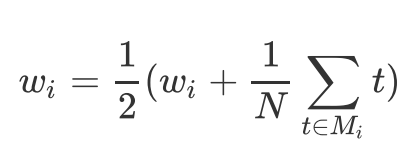 w_i = \frac{1}{2}(w_i + \frac{1}{N} \sum_{t \in M_i} t)